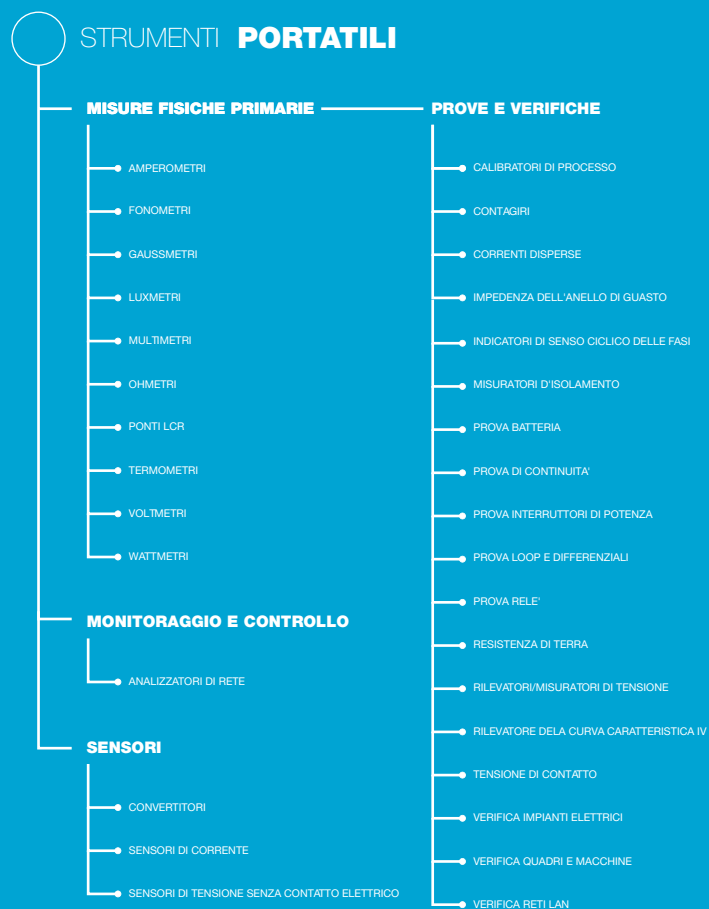 STRUMENTI PORTATILI
MISURE FISICHE PRIMARIE
AMPEROMETRI
FONOMETRI
GAUSSMETRI
LUXMETRI
MULTIMETRI
OHMETRI
PONTI LCR
TERMOMETRI
VOLTMETRI
WATTMETRI
MONITORAGGIO E CONTROLLO
ANALIZZATORI DI RETE
SENSORI
CONVERTITORI
SENSORI DI CORRENTE
SENSORI DI TENSIONE SENZA CONTATTO ELETTRICO
PROVE E VERIFICHE
CALIBRATORI DI PROCESSO
CONTAGIRI
CORRENTI DISPERSE
IMPEDENZA DELL'ANELLO DI GUASTO
INDICATORI DI SENSO CICLICO DELLE FASI
MISURATORI D'ISOLAMENTO
PROVA BATTERIA
PROVA DI CONTINUITA'
PROVA INTERRUTTORI DI POTENZA
PROVA LOOP E DIFFERENZIALI
PROVA RELE'
RESISTENZA DI TERRA
RILEVATORI/MISURATORI DI TENSIONE
RILEVATORE DELA CURVA CARATTERISTICA IV
TENSIONE DI CONTATTO
VERIFICA IMPIANTI ELETTRICI
VERIFICA QUADRI E MACCHINE
VERIFICA RETI LAN